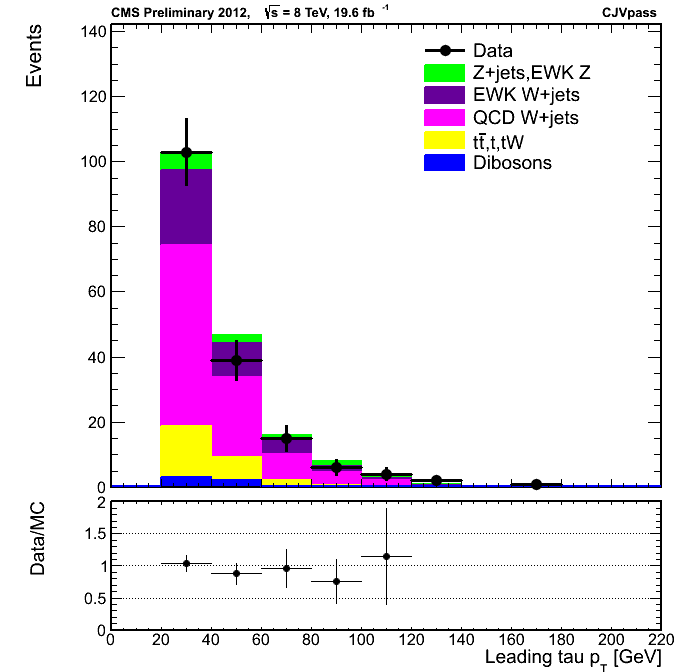 CMS Preliminary 2012, √s = 8 TeV, 19.6 fb⁻¹ CJVpass
Events
140
120
100
80
60
40
20
0
Data
Z+jets,EWK Z
EWK W+jets
QCD W+jets
tt̄,t,tW
Dibosons
Data/MC
2
1.5
1
0.5
0
0 20 40 60 80 100 120 140 160 180 200 220
Leading tau p_T [GeV]